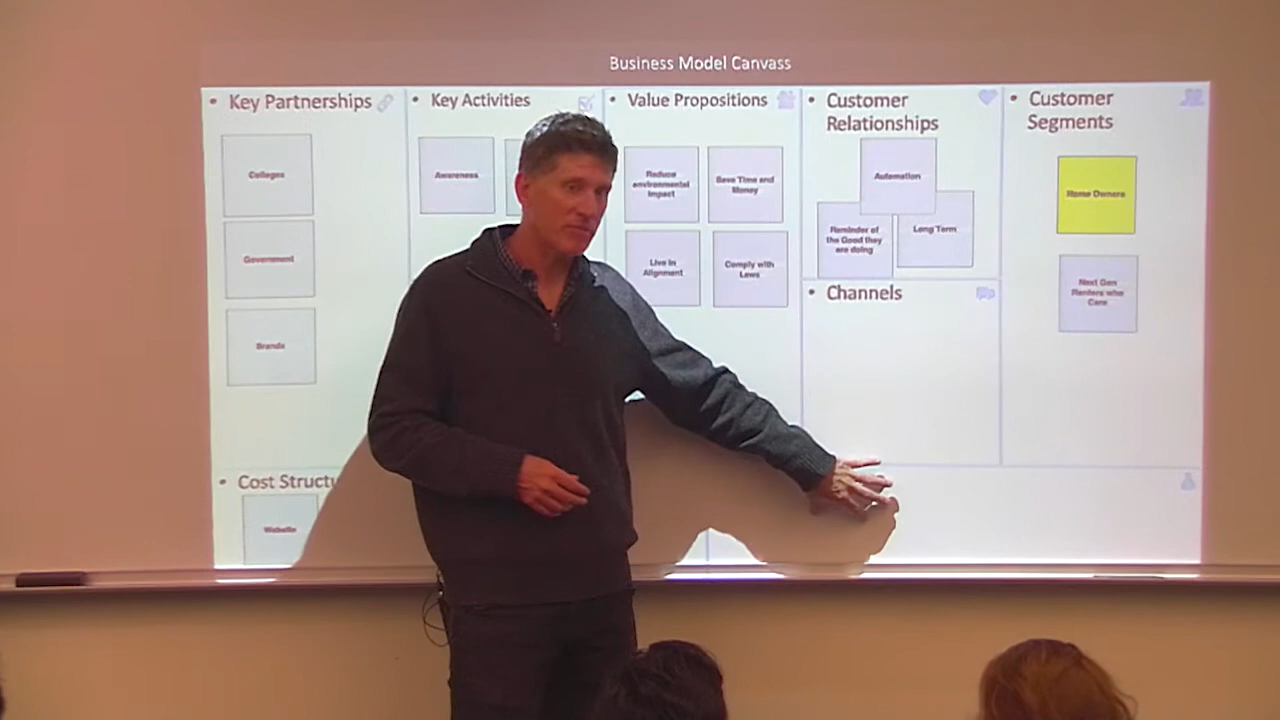 Business Model Canvass
• Key Partnerships
Colleges
Government
Brands
• Key Activities
Awareness
• Value Propositions
Reduce
environmental
Impact
Save Time and
Money
Live in
Alignment
Comply with
Laws
• Customer
Relationships
Automation
Reminder of
the Good they
are doing
Long Term
• Channels
• Customer
Segments
Home Owners
Next Gen
Renters who
Care
• Cost Structu
Website